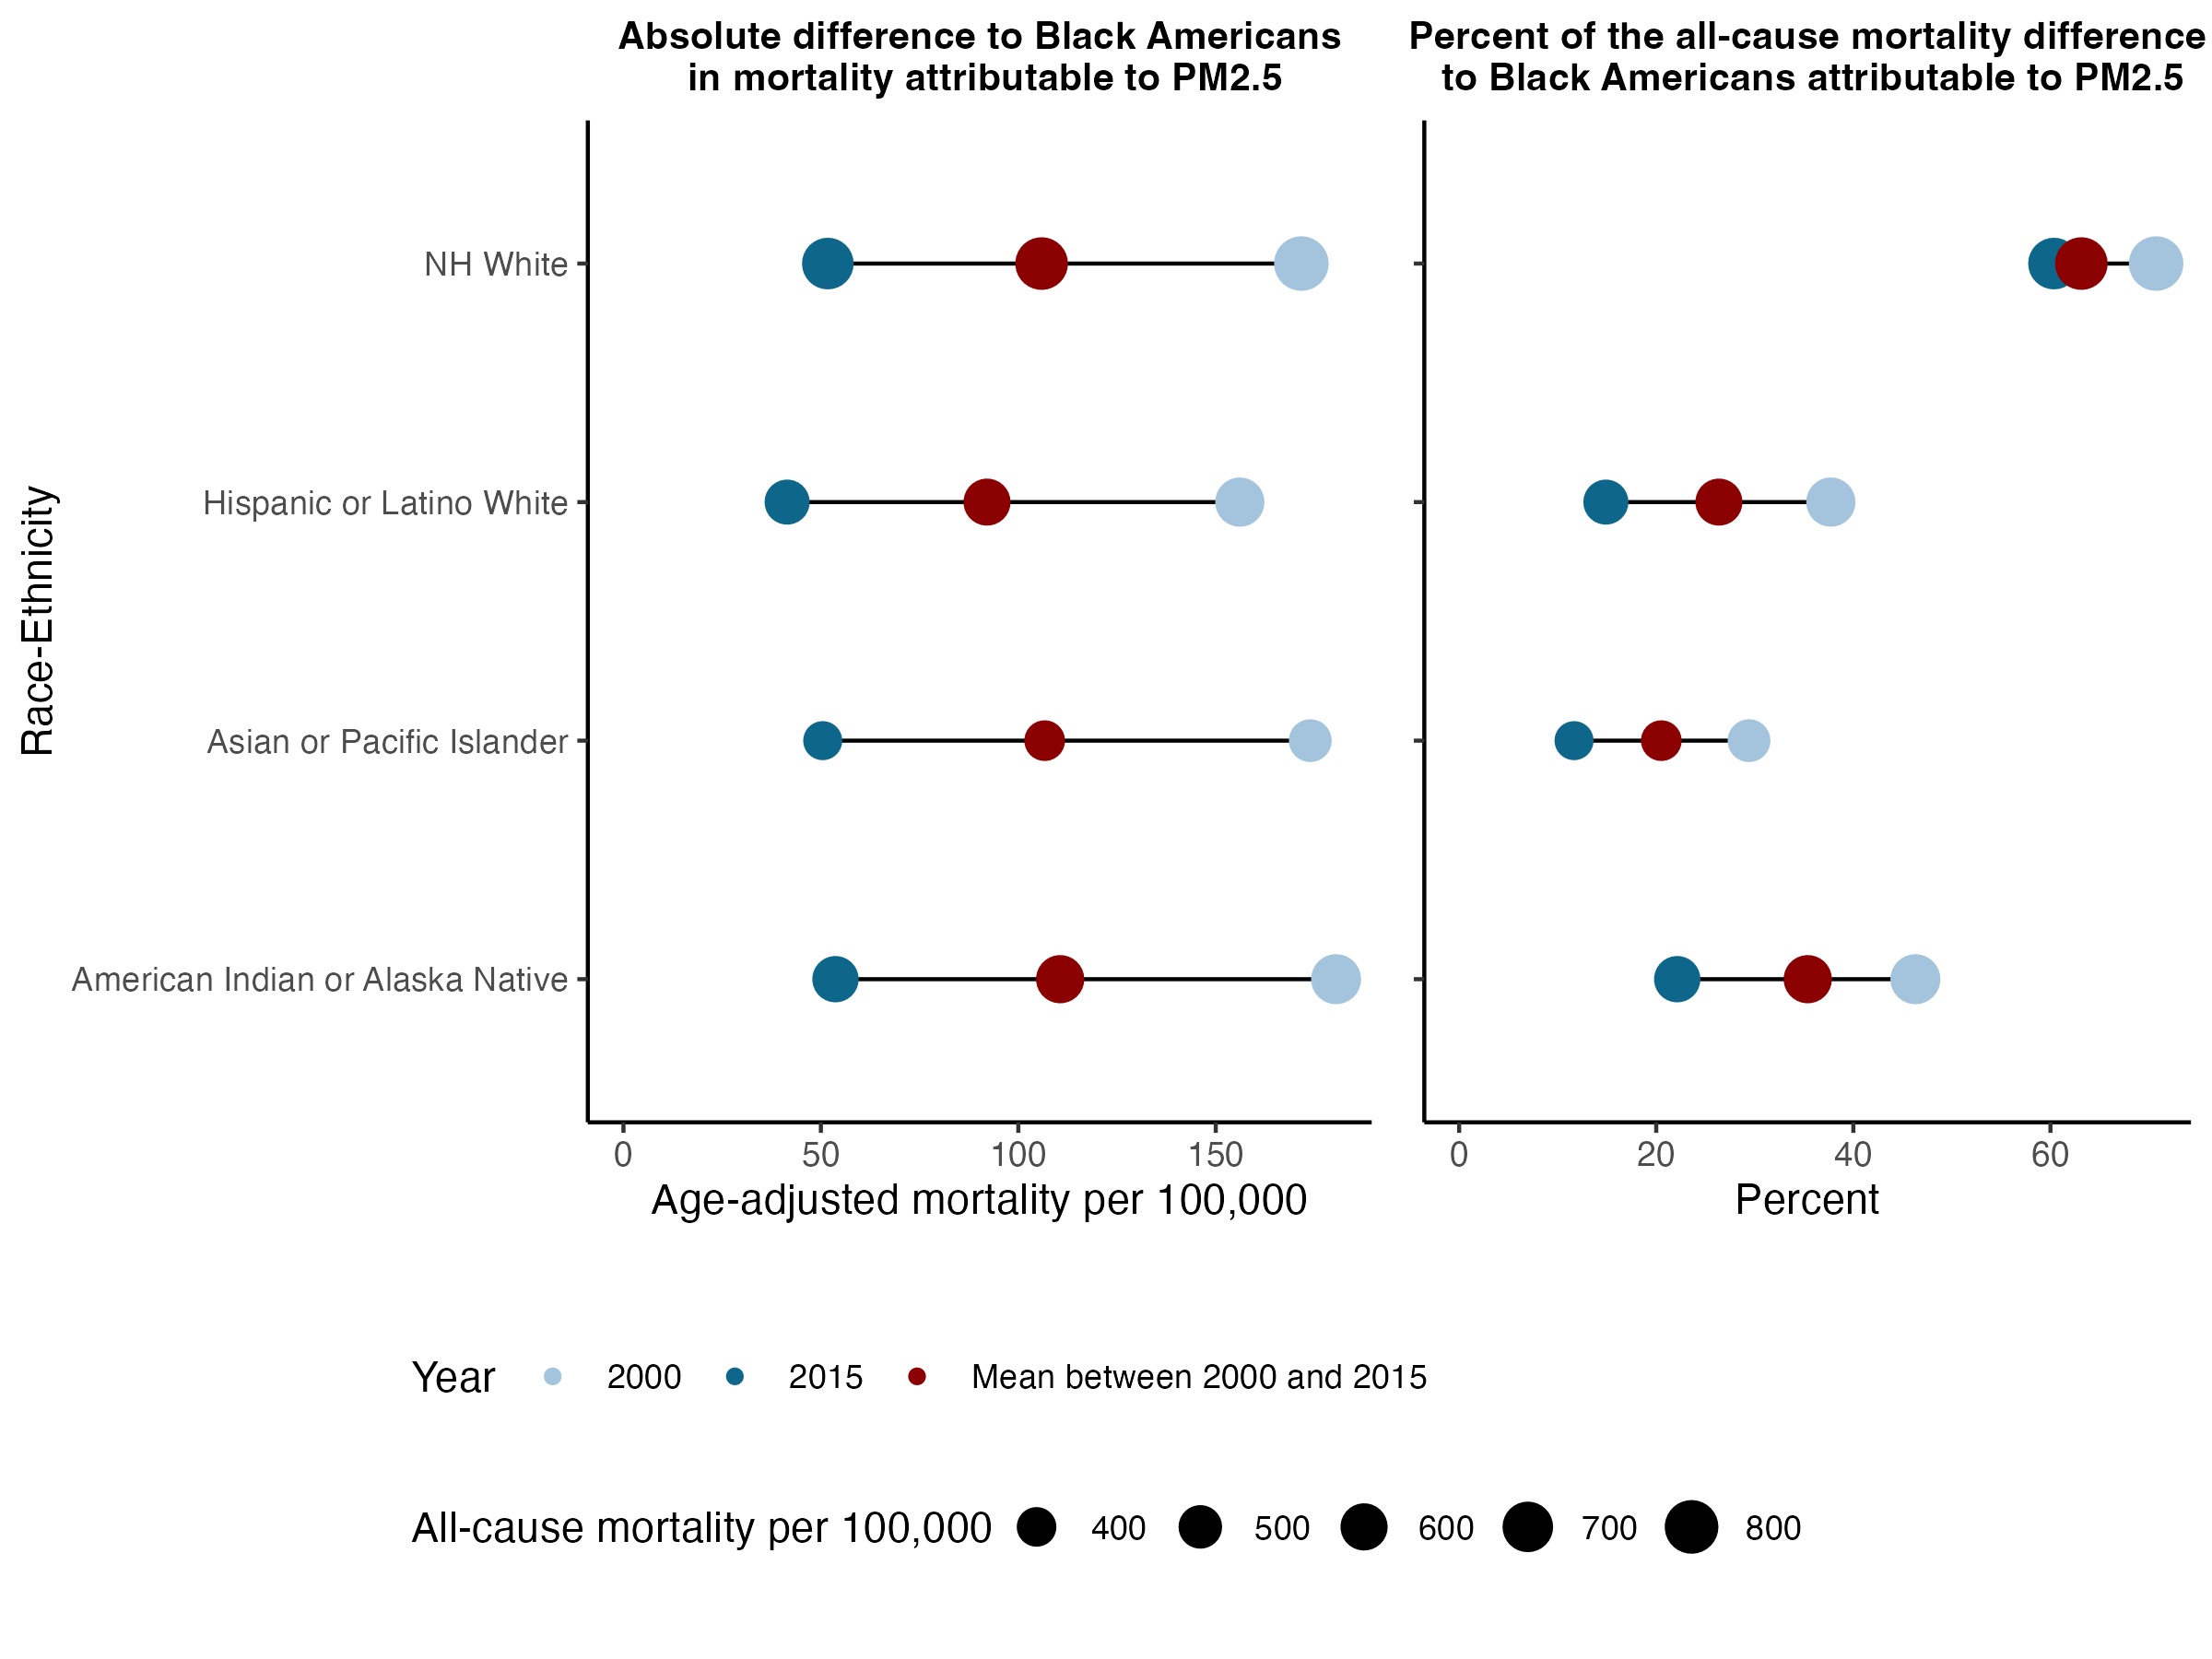 Absolute difference to Black Americans
in mortality attributable to PM2.5
Percent of the all-cause mortality difference
to Black Americans attributable to PM2.5
Race-Ethnicity
NH White
Hispanic or Latino White
Asian or Pacific Islander
American Indian or Alaska Native
0 50 100 150
Age-adjusted mortality per 100,000
0 20 40 60
Percent
Year 2000 2015 Mean between 2000 and 2015
All-cause mortality per 100,000 400 500 600 700 800